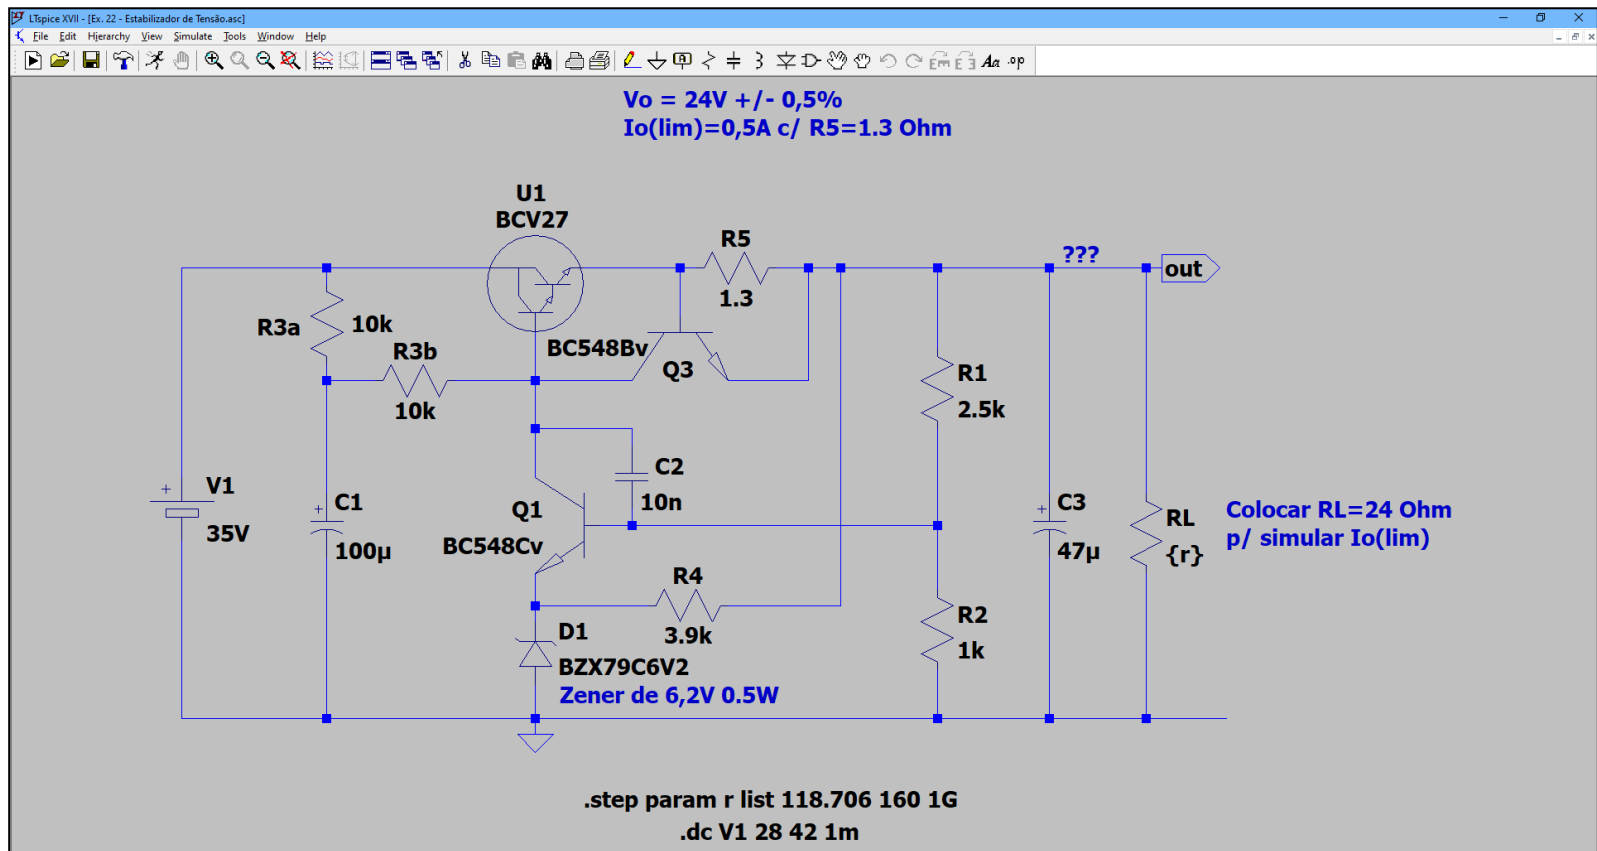 LTspice XVII - [Ex. 22 - Estabilizador de Tensão.asc]
File Edit Hierarchy View Simulate Tools Window Help
Aa .op
Vo = 24V +/- 0,5%
Io(lim)=0,5A c/ R5=1.3 Ohm
U1
BCV27
R5
1.3
???
out
R3a
10k
R3b
10k
BC548Bv
Q3
R1
2.5k
V1
35V
C1
100µ
Q1
BC548Cv
C2
10n
C3
47µ
RL
{r}
Colocar RL=24 Ohm
p/ simular Io(lim)
R4
3.9k
D1
BZX79C6V2
Zener de 6,2V 0.5W
R2
1k
.step param r list 118.706 160 1G
.dc V1 28 42 1m